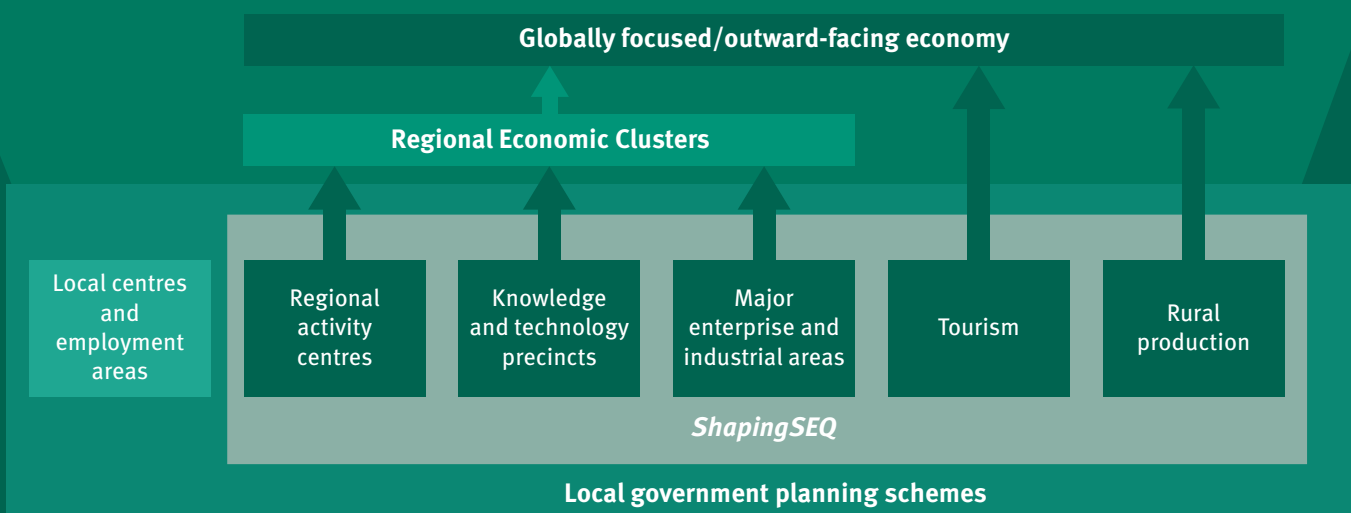 Globally focused/outward-facing economy
Regional Economic Clusters
Local centres
and
employment
areas
Regional
activity
centres
Knowledge
and technology
precincts
Major
enterprise and
industrial areas
Tourism
Rural
production
ShapingSEQ
Local government planning schemes